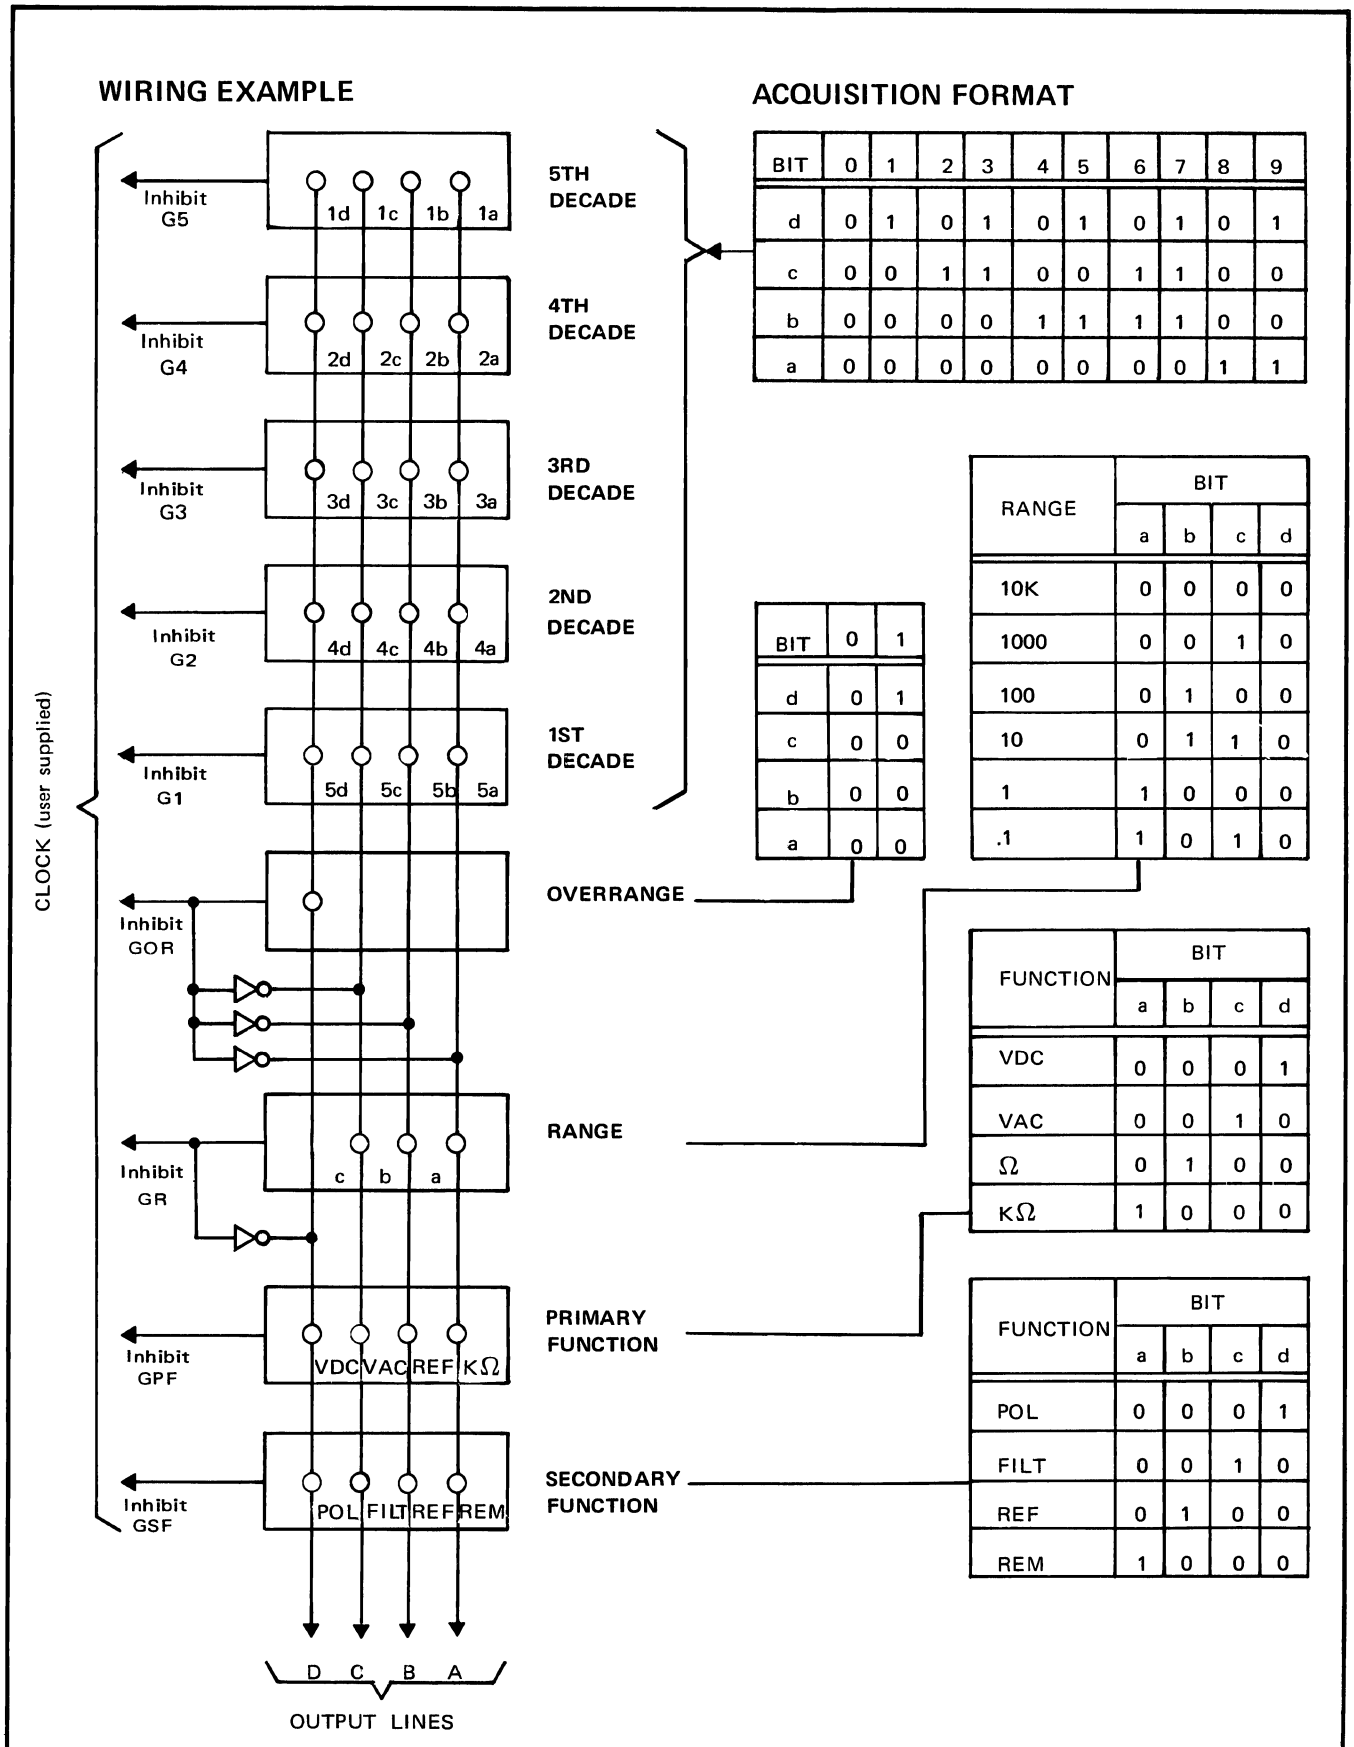 WIRING EXAMPLE
ACQUISITION FORMAT
CLOCK (user supplied)
Inhibit
G5
1d 1c 1b 1a
5TH
DECADE
Inhibit
G4
2d 2c 2b 2a
4TH
DECADE
Inhibit
G3
3d 3c 3b 3a
3RD
DECADE
Inhibit
G2
4d 4c 4b 4a
2ND
DECADE
Inhibit
G1
5d 5c 5b 5a
1ST
DECADE
Inhibit
GOR
OVERRANGE
Inhibit
GR
c b a
RANGE
Inhibit
GPF
VDC VAC REF KΩ
PRIMARY
FUNCTION
Inhibit
GSF
POL FILT REF REM
SECONDARY
FUNCTION
D C B A
OUTPUT LINES
BIT 0 1 2 3 4 5 6 7 8 9
d 0 1 0 1 0 1 0 1 0 1
c 0 0 1 1 0 0 1 1 0 0
b 0 0 0 0 1 1 1 1 0 0
a 0 0 0 0 0 0 0 0 1 1
BIT 0 1
d 0 1
c 0 0
b 0 0
a 0 0
RANGE BIT
a b c d
10K 0 0 0 0
1000 0 0 1 0
100 0 1 0 0
10 0 1 1 0
1 1 0 0 0
.1 1 0 1 0
FUNCTION BIT
a b c d
VDC 0 0 0 1
VAC 0 0 1 0
Ω 0 1 0 0
KΩ 1 0 0 0
FUNCTION BIT
a b c d
POL 0 0 0 1
FILT 0 0 1 0
REF 0 1 0 0
REM 1 0 0 0